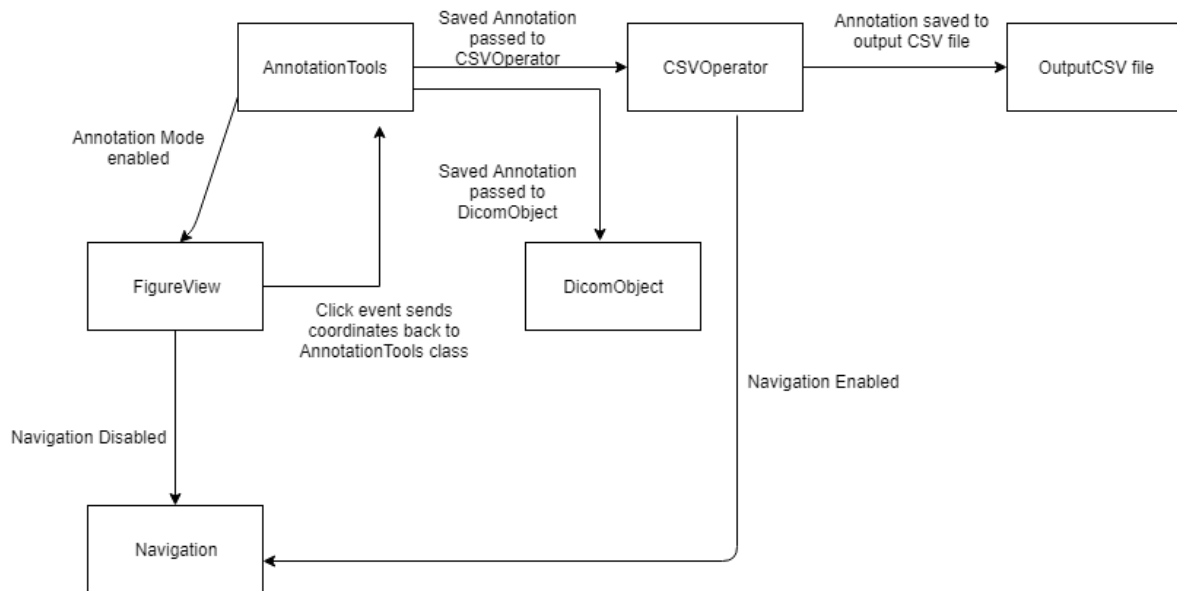 Saved Annotation
passed to
CSVOperator
Annotation saved to
output CSV file
AnnotationTools
CSVOperator
OutputCSV file
Annotation Mode
enabled
Saved Annotation
passed to
DicomObject
FigureView
DicomObject
Click event sends
coordinates back to
AnnotationTools class
Navigation Enabled
Navigation Disabled
Navigation